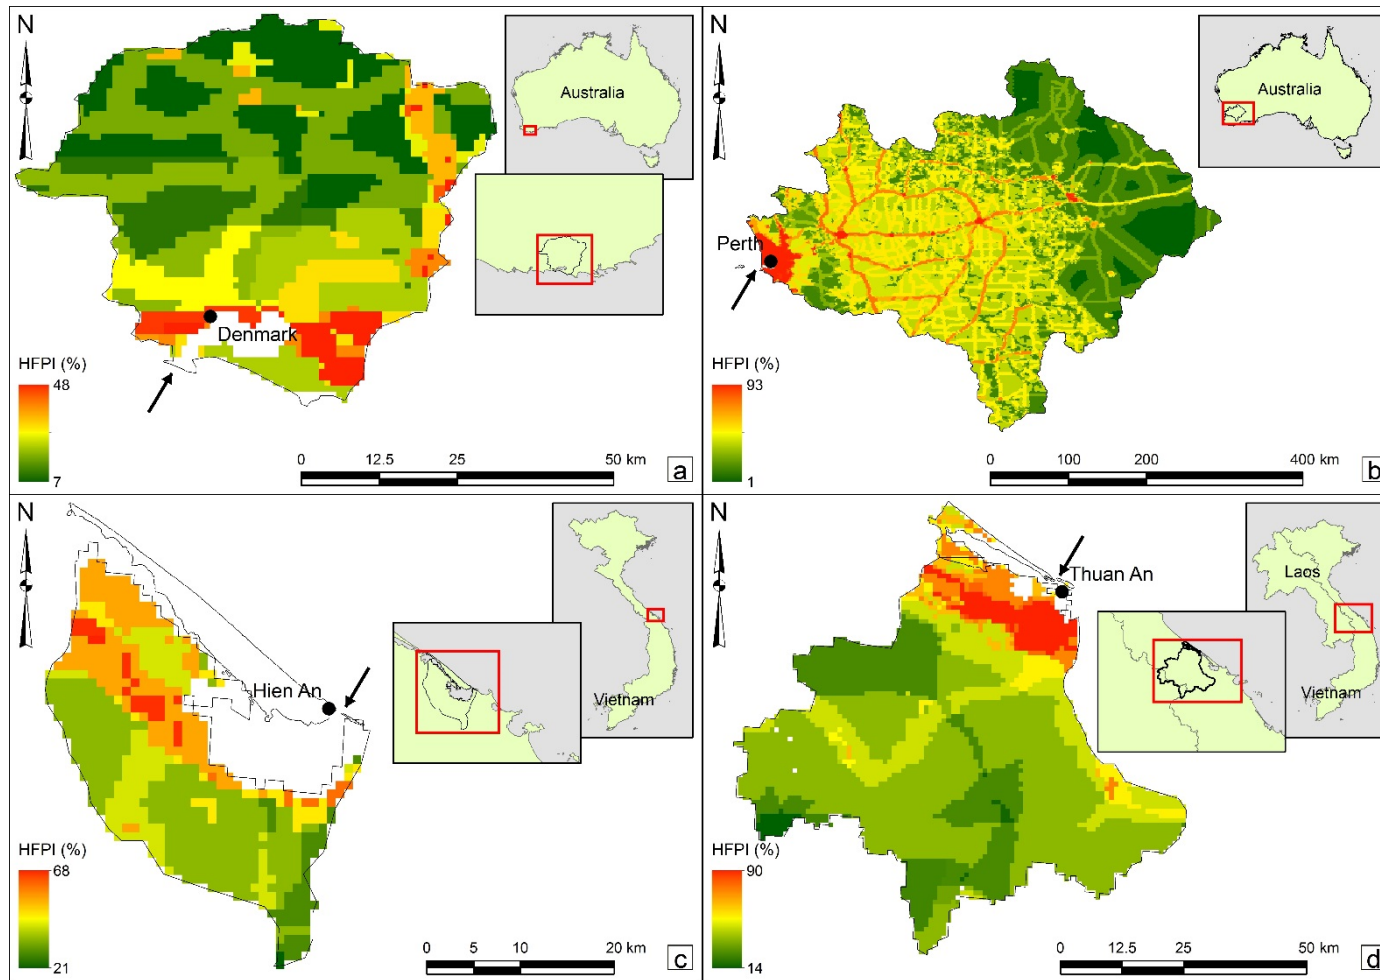 N
Australia
Denmark
HFPI (%)
48
7
0 12.5 25 50 km
a
N
Australia
Perth
HFPI (%)
93
1
0 100 200 400 km
b
N
Hien An
Vietnam
HFPI (%)
68
21
0 5 10 20 km
c
N
Thuan An
Laos
Vietnam
HFPI (%)
90
14
0 12.5 25 50 km
d